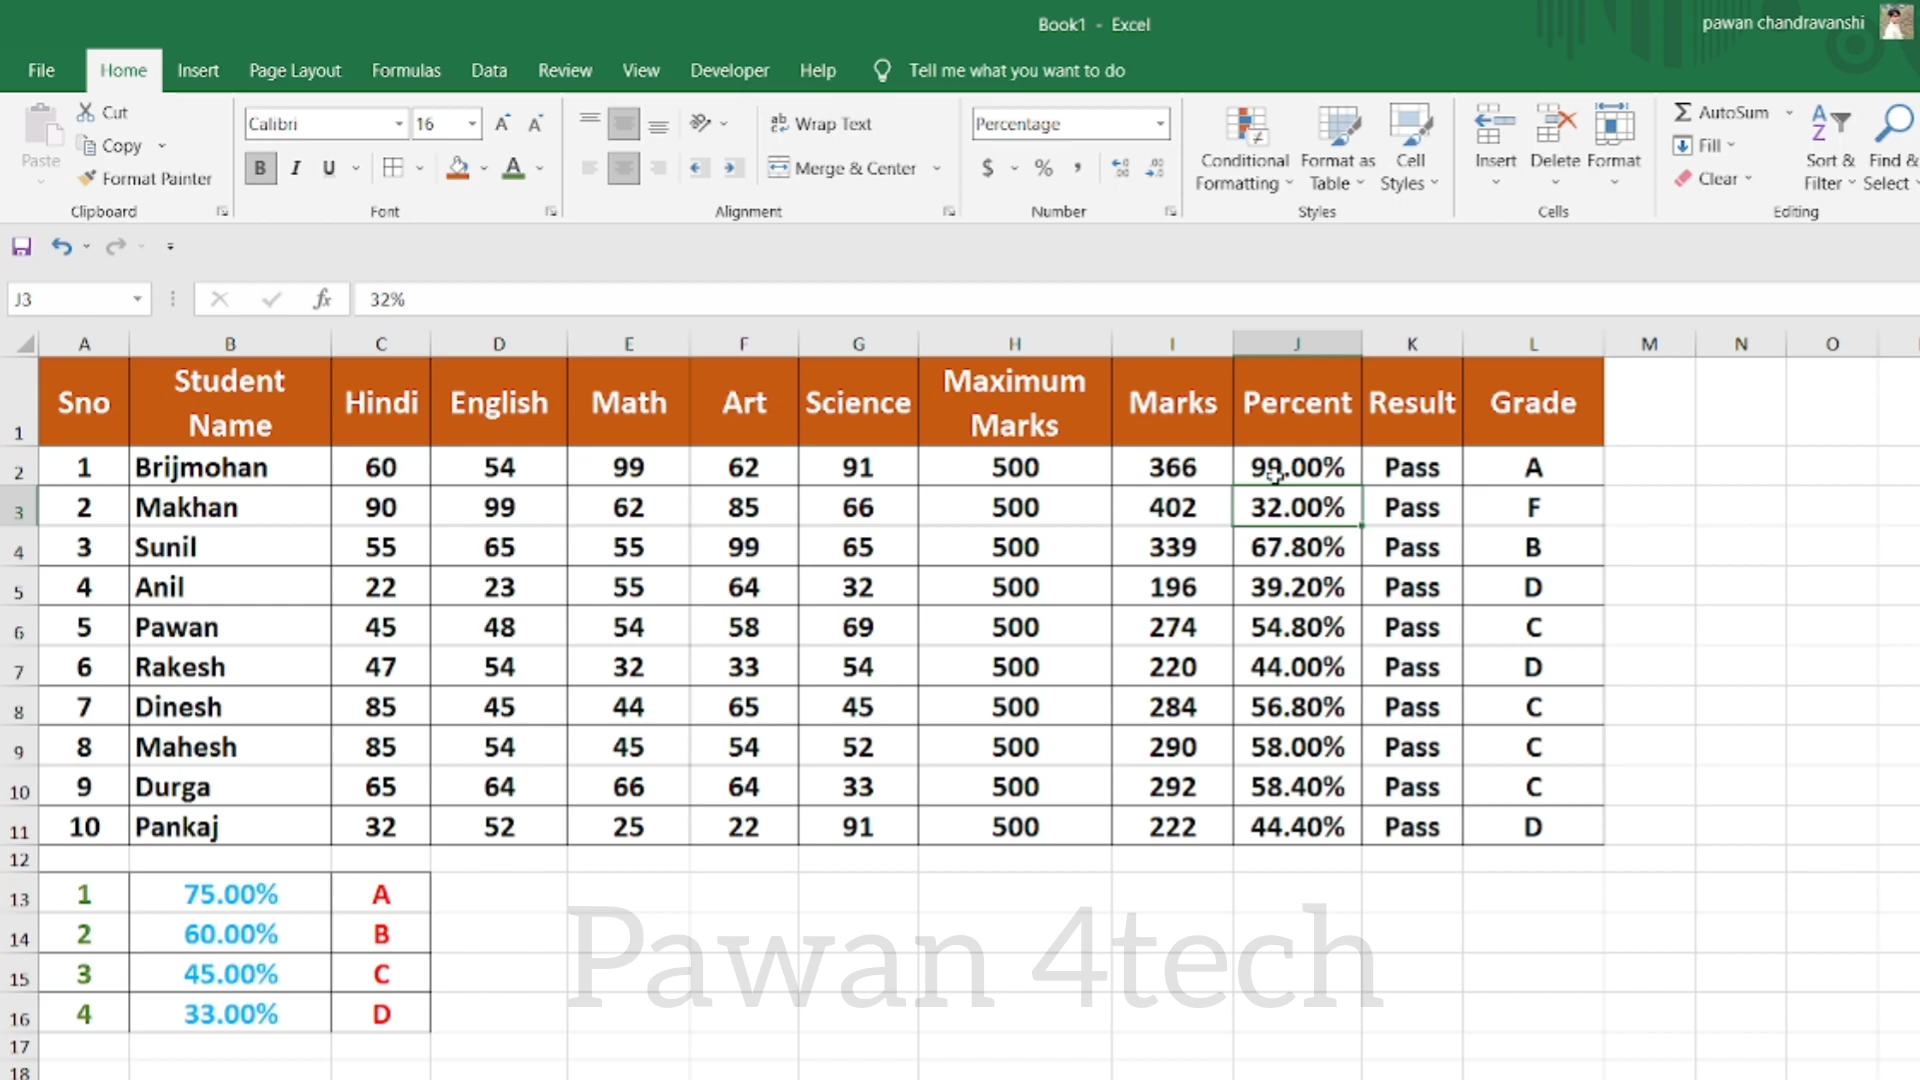 Book1 - Excel
pawan chandravanshi
File Home Insert Page Layout Formulas Data Review View Developer Help Tell me what you want to do
Paste
Cut
Copy
Format Painter
Clipboard
Calibri 16
B I U
Font
Wrap Text
Merge & Center
Alignment
Percentage
$ % ,
Number
Conditional Formatting
Format as Table
Cell Styles
Styles
Insert Delete Format
Cells
AutoSum
Fill
Clear
Sort & Filter
Find & Select
Editing
J3 fx 32%
A B C D E F G H I J K L M N O
1 Sno Student Name Hindi English Math Art Science Maximum Marks Marks Percent Result Grade
2 1 Brijmohan 60 54 99 62 91 500 366 99.00% Pass A
3 2 Makhan 90 99 62 85 66 500 402 32.00% Pass F
4 3 Sunil 55 65 55 99 65 500 339 67.80% Pass B
5 4 Anil 22 23 55 64 32 500 196 39.20% Pass D
6 5 Pawan 45 48 54 58 69 500 274 54.80% Pass C
7 6 Rakesh 47 54 32 33 54 500 220 44.00% Pass D
8 7 Dinesh 85 45 44 65 45 500 284 56.80% Pass C
9 8 Mahesh 85 54 45 54 52 500 290 58.00% Pass C
10 9 Durga 65 64 66 64 33 500 292 58.40% Pass C
11 10 Pankaj 32 52 25 22 91 500 222 44.40% Pass D
12
13 1 75.00% A
14 2 60.00% B
15 3 45.00% C
16 4 33.00% D
17
18
Pawan 4tech